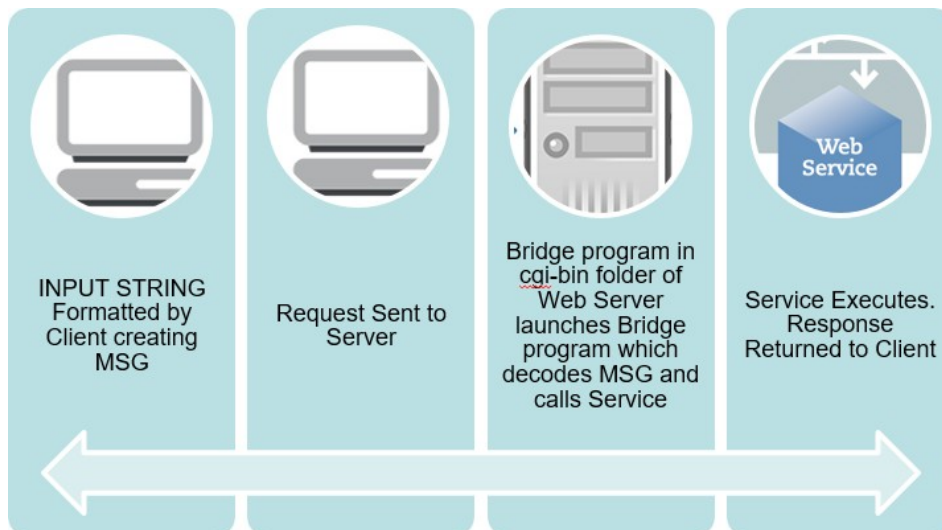 INPUT STRING
Formatted by
Client creating
MSG
Request Sent to
Server
Bridge program in
cgi-bin folder of
Web Server
launches Bridge
program which
decodes MSG and
calls Service
Web
Service
Service Executes.
Response
Returned to Client